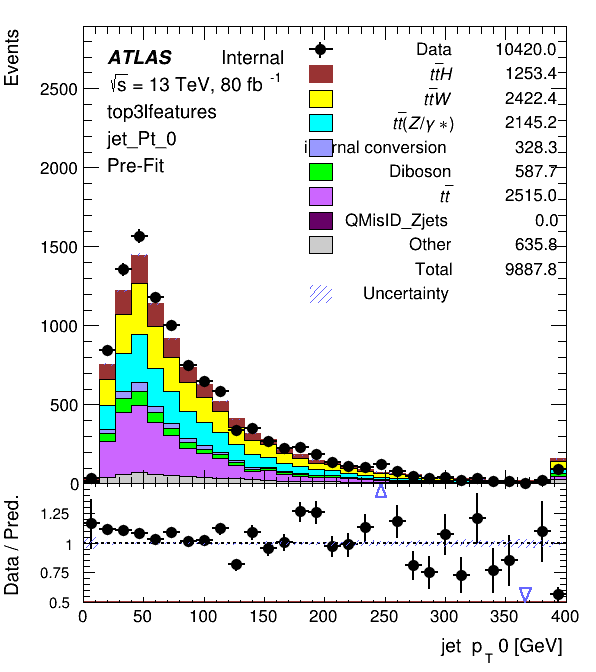 Events
ATLAS Internal
√s = 13 TeV, 80 fb -1
top3lfeatures
jet_Pt_0
Pre-Fit
Data 10420.0
tt̄H 1253.4
tt̄W 2422.4
tt̄(Z/γ *) 2145.2
rnal conversion 328.3
Diboson 587.7
tt̄ 2515.0
QMisID_Zjets 0.0
Other 635.8
Total 9887.8
Uncertainty
2500
2000
1500
1000
500
0
Data / Pred.
1.25
1
0.75
0.5
0 50 100 150 200 250 300 350 400
jet p_T 0 [GeV]